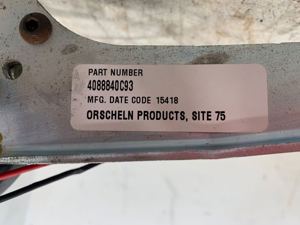 PART NUMBER
4088840C93
MFG. DATE CODE 15418
ORSCHELN PRODUCTS, SITE 75